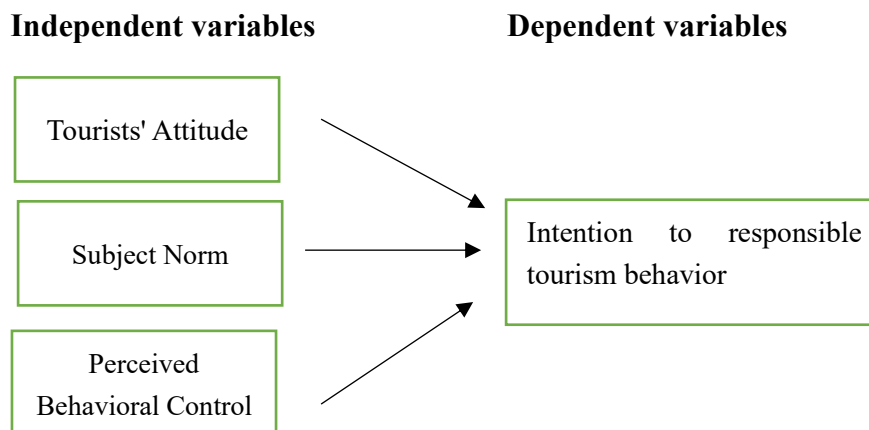 Independent variables
Dependent variables
Tourists' Attitude
Subject Norm
Intention to responsible
tourism behavior
Perceived
Behavioral Control